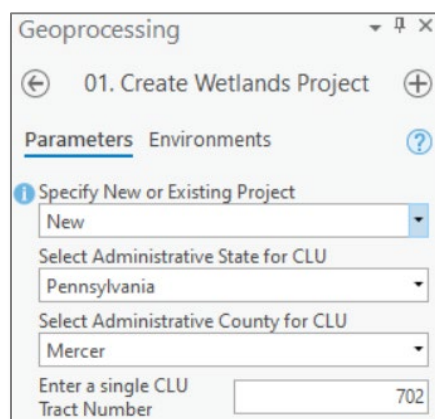 Geoprocessing
01. Create Wetlands Project
Parameters Environments
Specify New or Existing Project
New
Select Administrative State for CLU
Pennsylvania
Select Administrative County for CLU
Mercer
Enter a single CLU
Tract Number
702